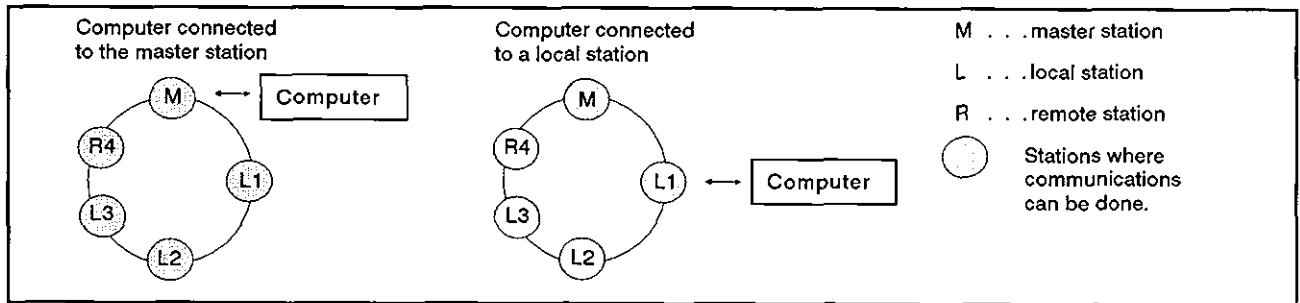 Computer connected
to the master station
M
Computer
R4
L1
L3
L2
Computer connected
to a local station
M
R4
L1
Computer
L3
L2
M . . . master station
L . . . local station
R . . . remote station
Stations where
communications
can be done.